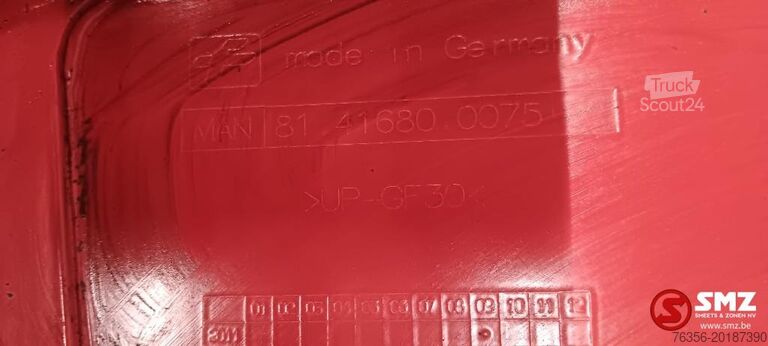 made in Germany
Truck
Scout24
MAN 81 41680.0075
>UP-GF30<
01 02 03 04 05 06 07 08 09 10 11 12
2011
SMZ
SMEETS & ZONEN NV
www.smz.be
76356-20187390